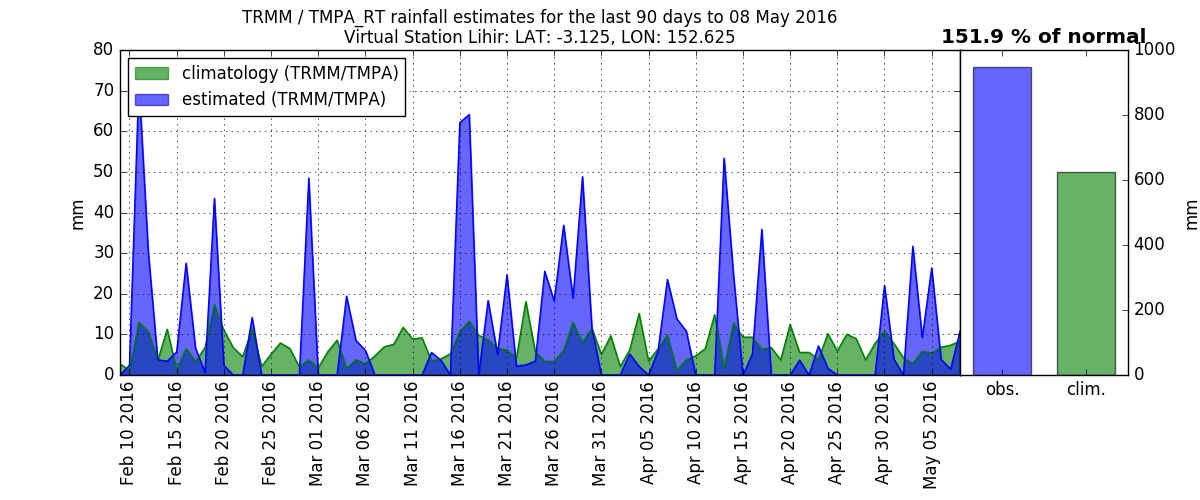 TRMM / TMPA_RT rainfall estimates for the last 90 days to 08 May 2016
Virtual Station Lihir: LAT: -3.125, LON: 152.625
151.9 % of normal
climatology (TRMM/TMPA)
estimated (TRMM/TMPA)
80
70
60
50
40
30
20
10
0
mm
Feb 10 2016
Feb 15 2016
Feb 20 2016
Feb 25 2016
Mar 01 2016
Mar 06 2016
Mar 11 2016
Mar 16 2016
Mar 21 2016
Mar 26 2016
Mar 31 2016
Apr 05 2016
Apr 10 2016
Apr 15 2016
Apr 20 2016
Apr 25 2016
Apr 30 2016
May 05 2016
obs.
clim.
1000
800
600
400
200
0
mm